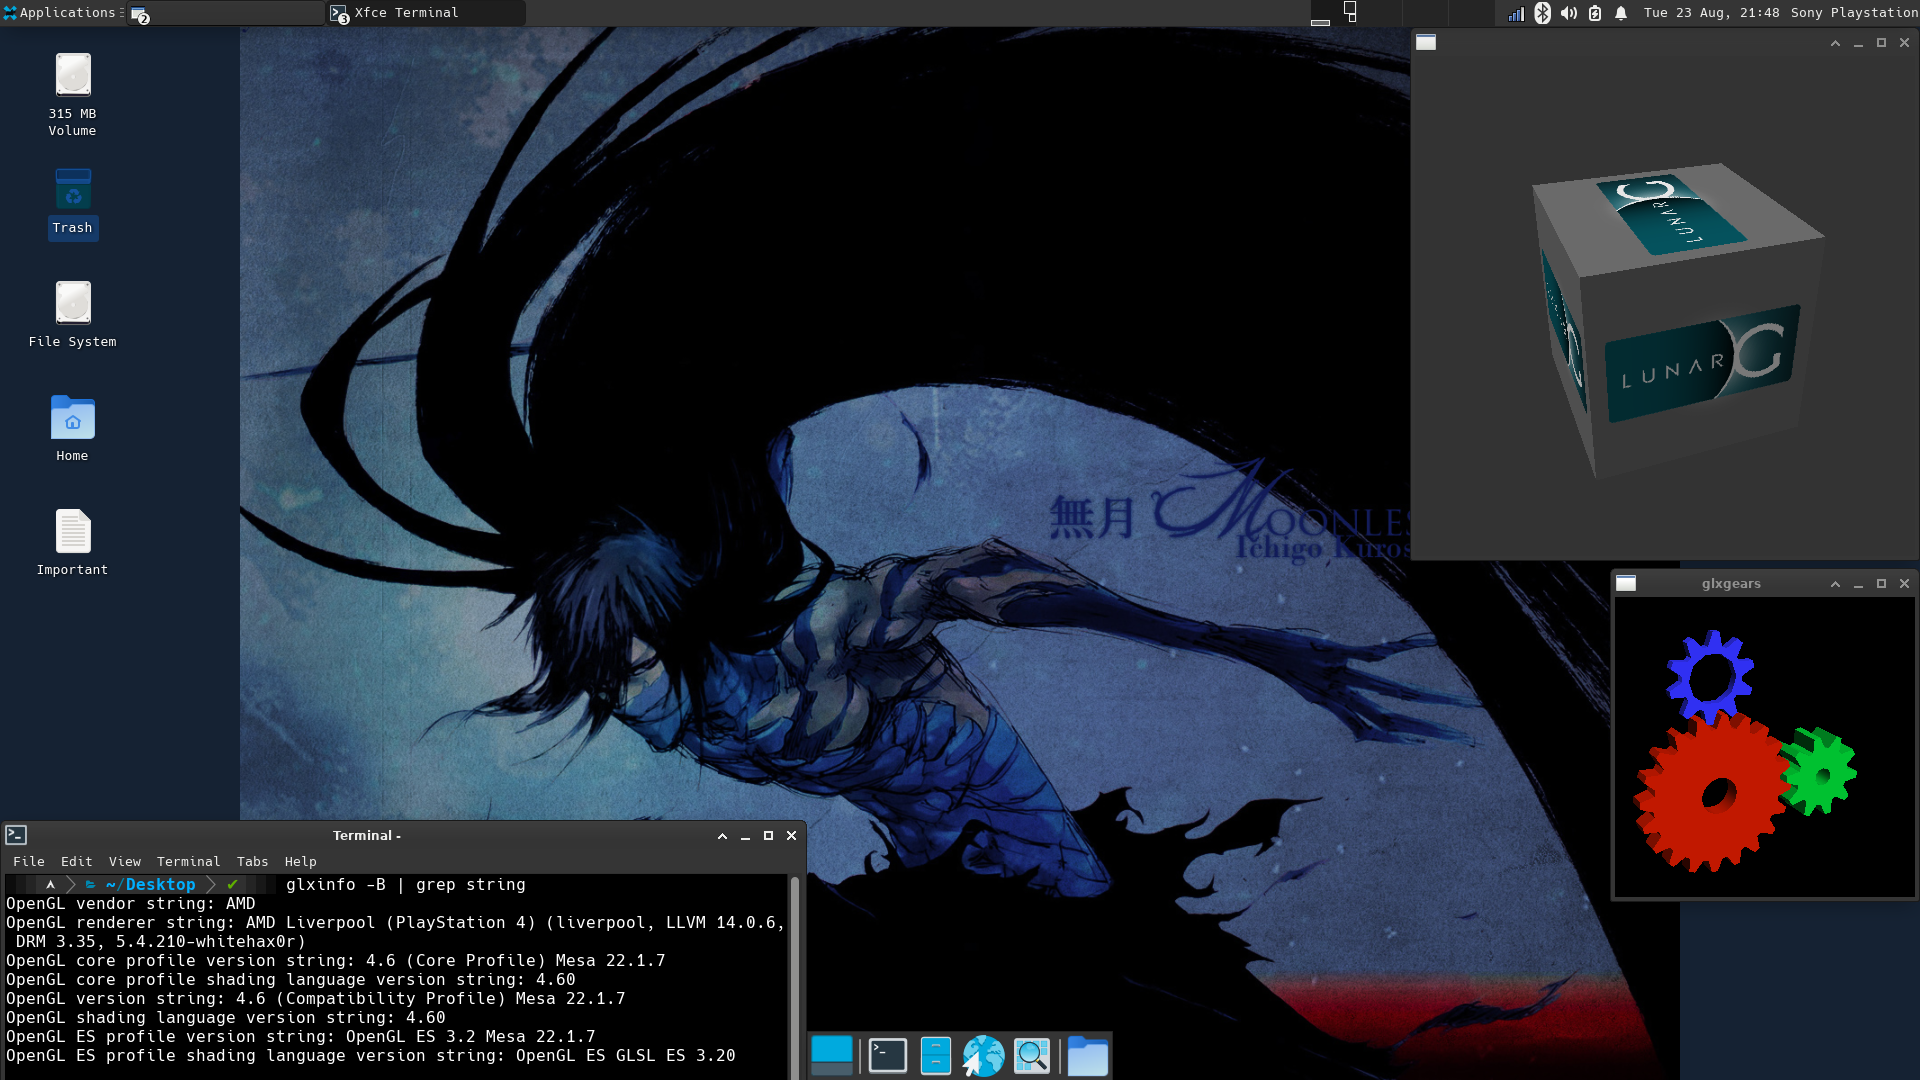 Applications
2
3 Xfce Terminal
Tue 23 Aug, 21:48 Sony Playstation
315 MB
Volume
Trash
File System
Home
Important
無月 MOONLES
Ichigo Kuros
LUNAR G
LUNAR G
LUNAR G
glxgears
Terminal -
File Edit View Terminal Tabs Help
~/Desktop ✔ glxinfo -B | grep string
OpenGL vendor string: AMD
OpenGL renderer string: AMD Liverpool (PlayStation 4) (liverpool, LLVM 14.0.6,
DRM 3.35, 5.4.210-whitehax0r)
OpenGL core profile version string: 4.6 (Core Profile) Mesa 22.1.7
OpenGL core profile shading language version string: 4.60
OpenGL version string: 4.6 (Compatibility Profile) Mesa 22.1.7
OpenGL shading language version string: 4.60
OpenGL ES profile version string: OpenGL ES 3.2 Mesa 22.1.7
OpenGL ES profile shading language version string: OpenGL ES GLSL ES 3.20